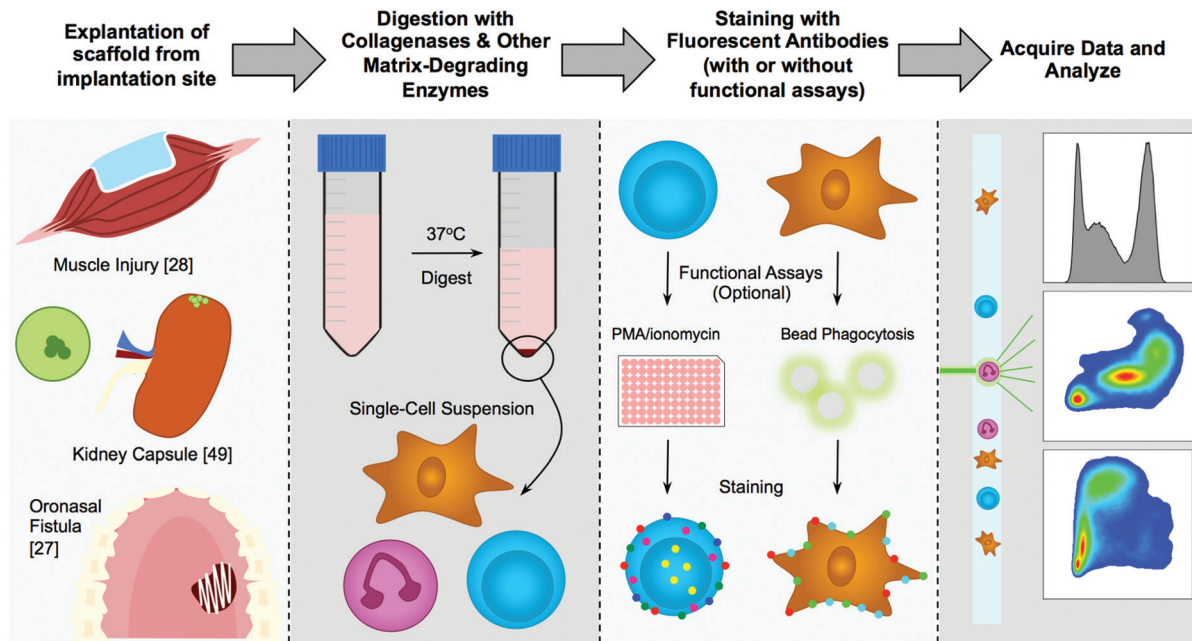 Explantation of
scaffold from
implantation site
Digestion with
Collagenases & Other
Matrix-Degrading
Enzymes
Staining with
Fluorescent Antibodies
(with or without
functional assays)
Acquire Data and
Analyze
Muscle Injury [28]
Kidney Capsule [49]
Oronasal
Fistula
[27]
37°C
Digest
Single-Cell Suspension
Functional Assays
(Optional)
PMA/ionomycin
Bead Phagocytosis
Staining